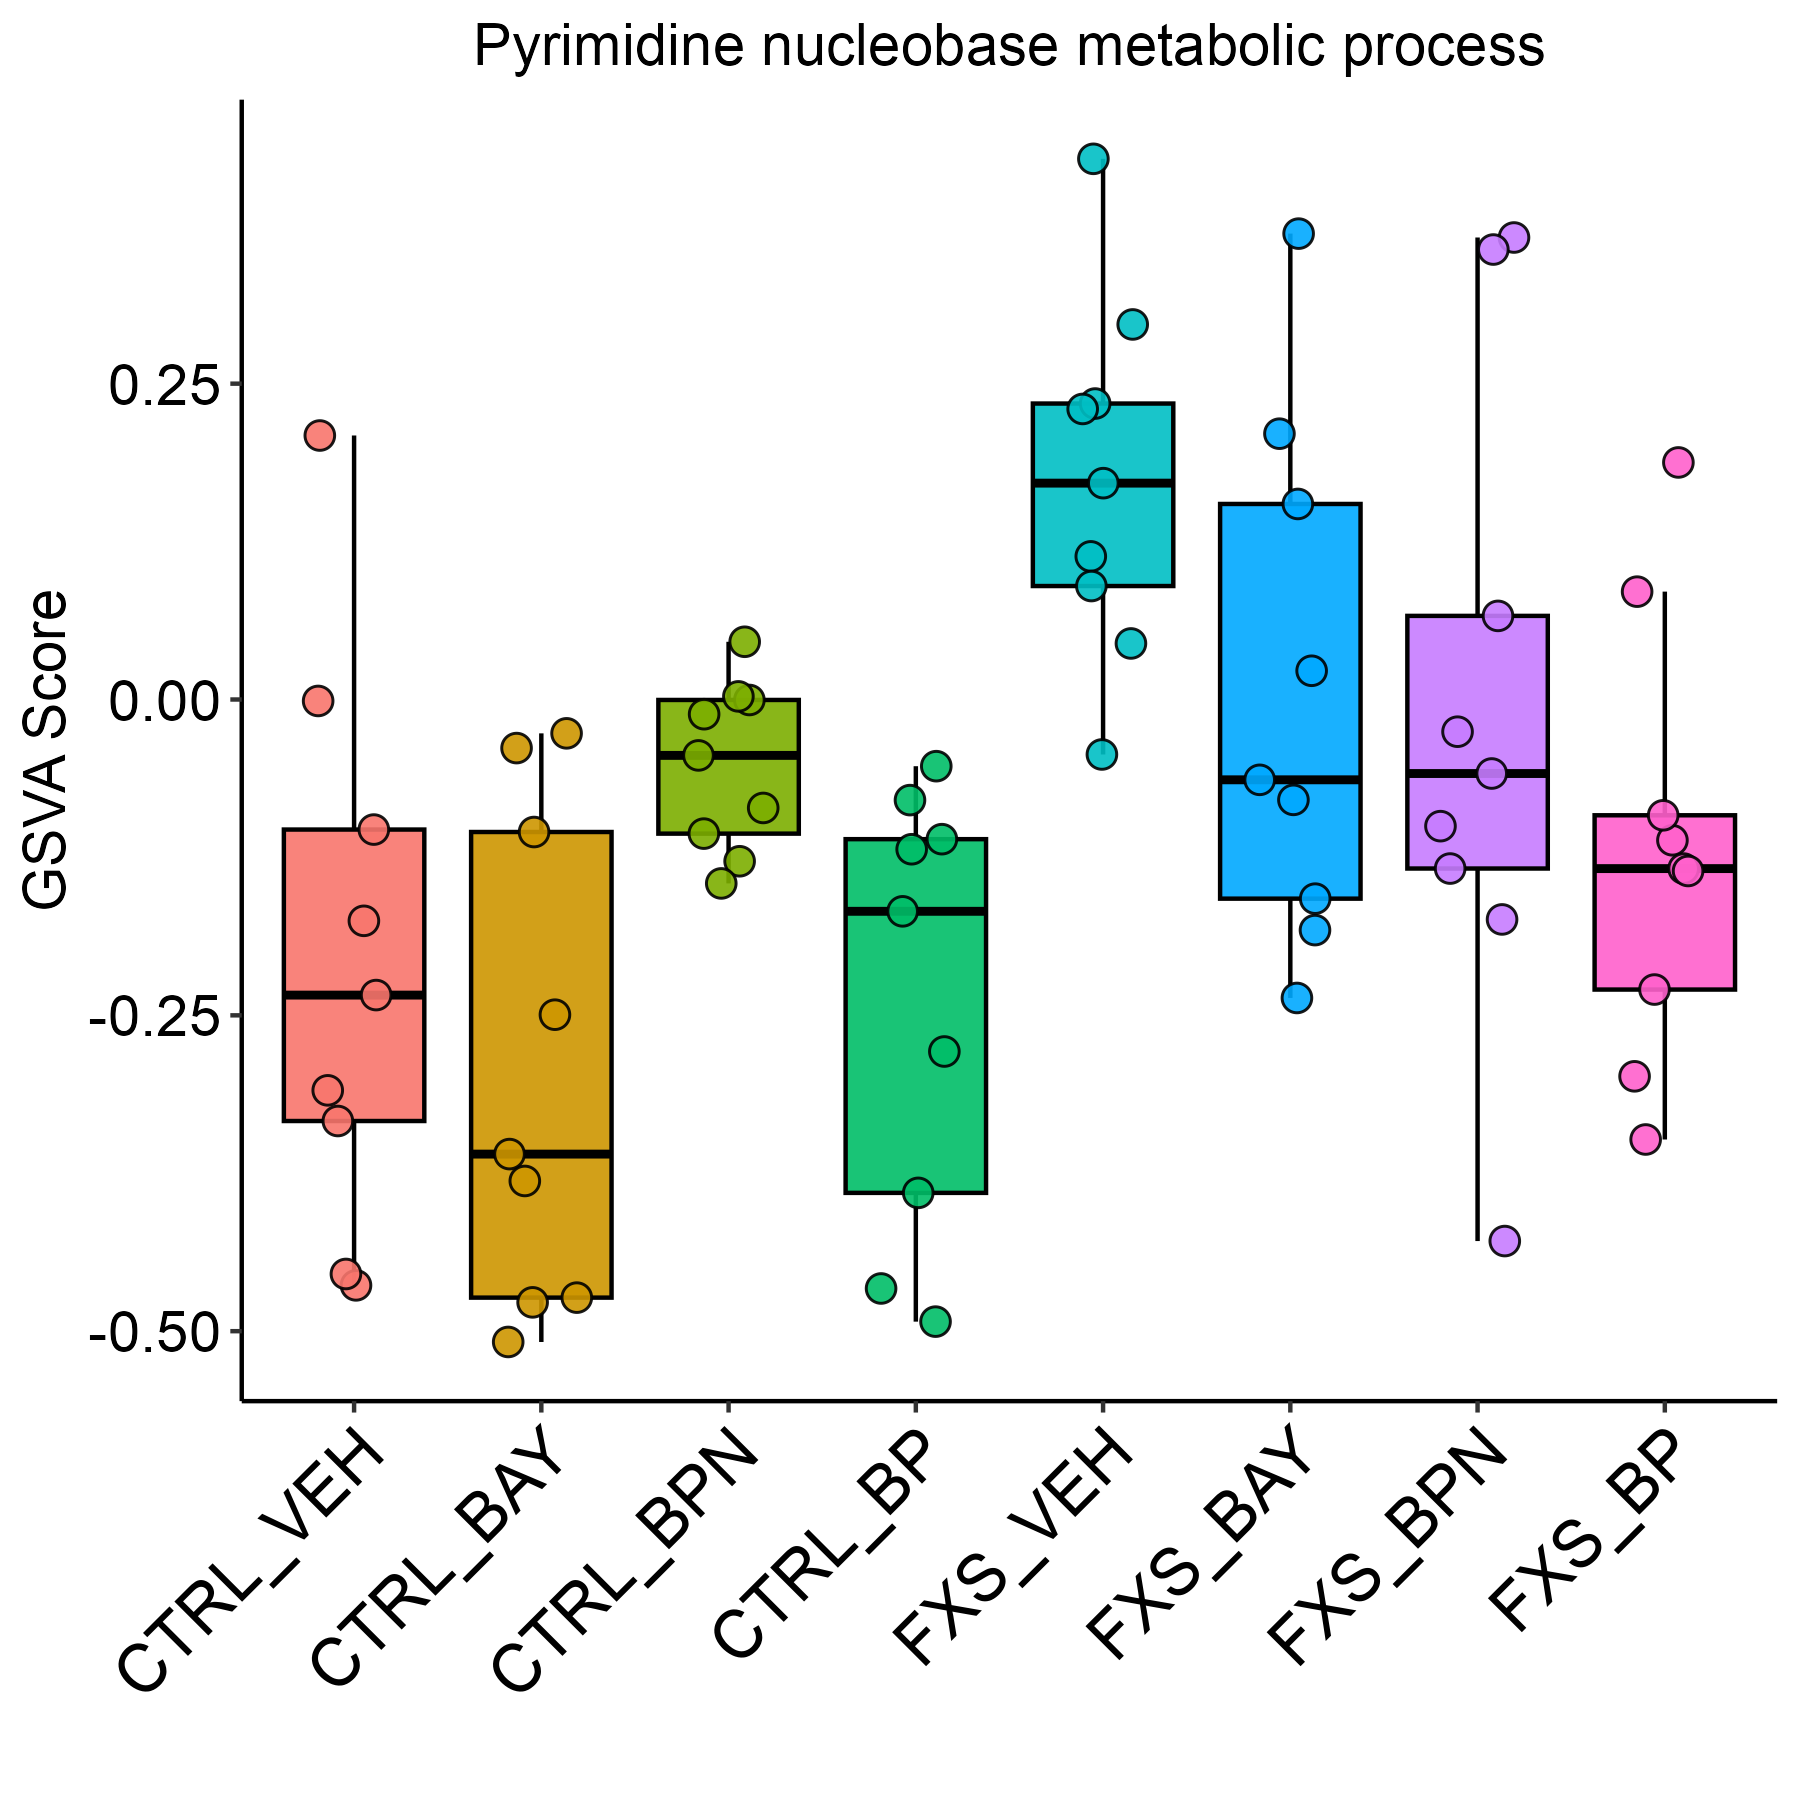 Pyrimidine nucleobase metabolic process
GSVA Score
0.25
0.00
-0.25
-0.50
CTRL_VEH
CTRL_BAY
CTRL_BPN
CTRL_BP
FXS_VEH
FXS_BAY
FXS_BPN
FXS_BP